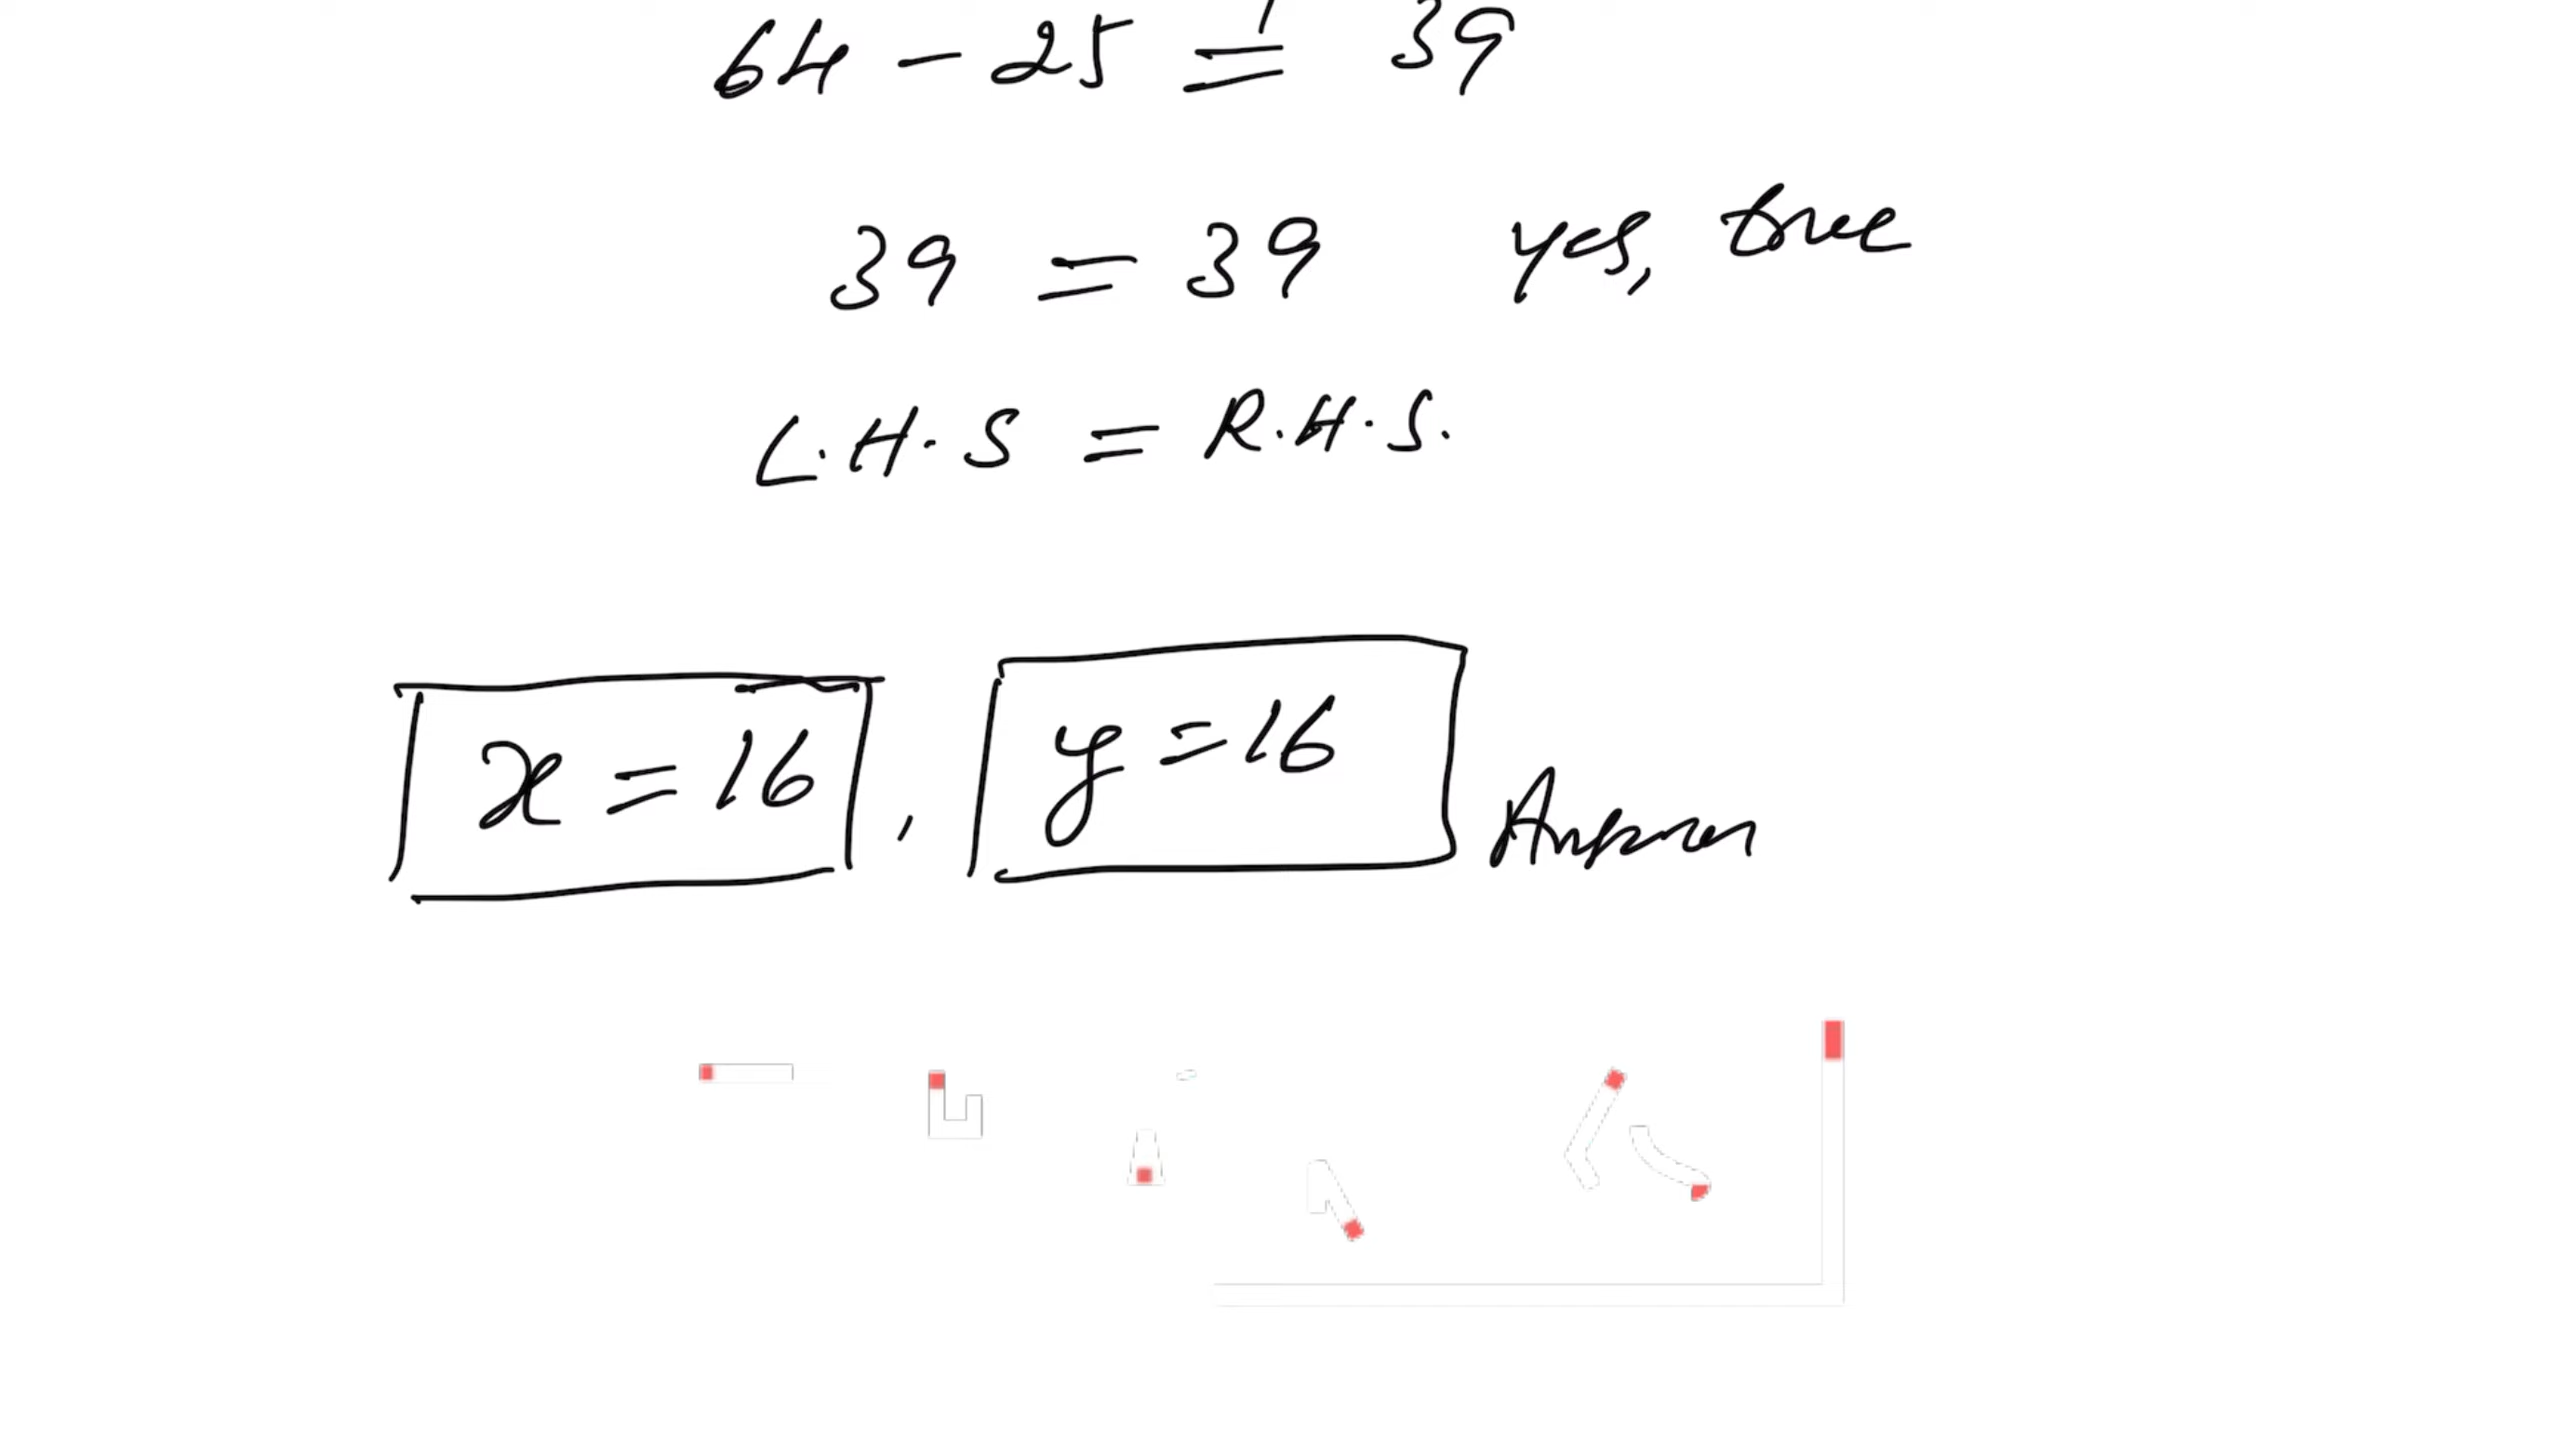 64 - 25 = 39
39 = 39 yes, true
L.H.S = R.H.S.
x = 16 , y = 16 Answer